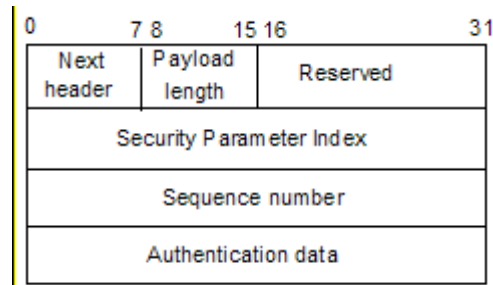 0 7 8 15 16 31
Next Payload Reserved
header length
Security Parameter Index
Sequence number
Authentication data